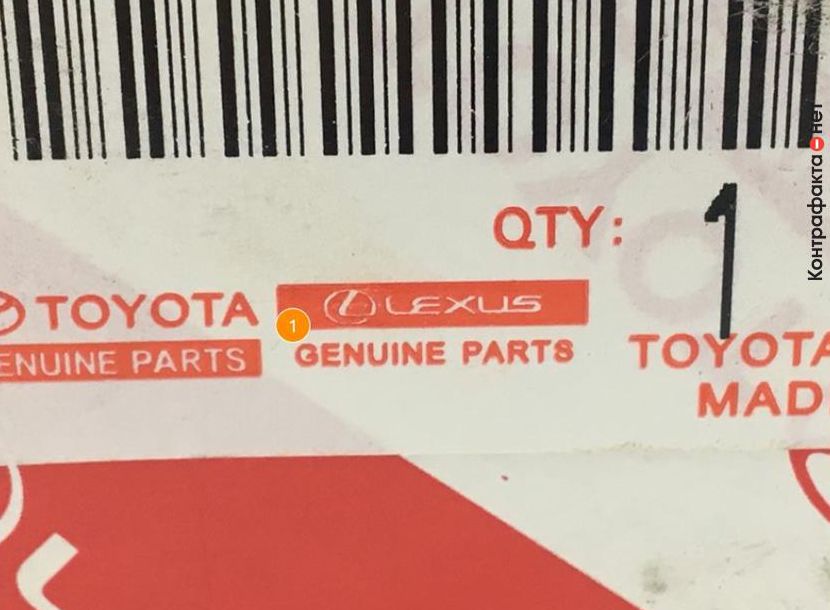 QTY: 1
TOYOTA
LEXUS
ENUINE PARTS
GENUINE PARTS
TOYOTA
MAD
1
Контрафакта нет